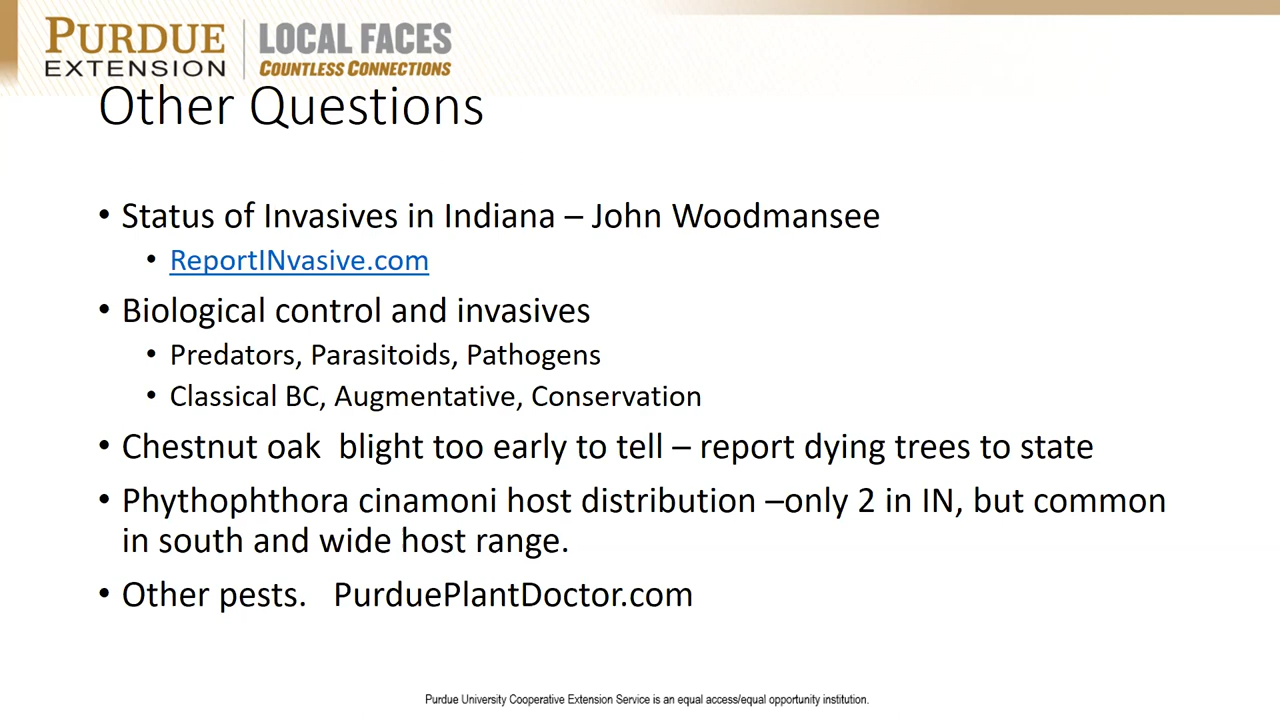 PURDUE
EXTENSION
LOCAL FACES
COUNTLESS CONNECTIONS
Other Questions
• Status of Invasives in Indiana – John Woodmansee
• ReportINvasive.com
• Biological control and invasives
• Predators, Parasitoids, Pathogens
• Classical BC, Augmentative, Conservation
• Chestnut oak  blight too early to tell – report dying trees to state
• Phythophthora cinamoni host distribution –only 2 in IN, but common
in south and wide host range.
• Other pests.   PurduePlantDoctor.com
Purdue University Cooperative Extension Service is an equal access/equal opportunity institution.